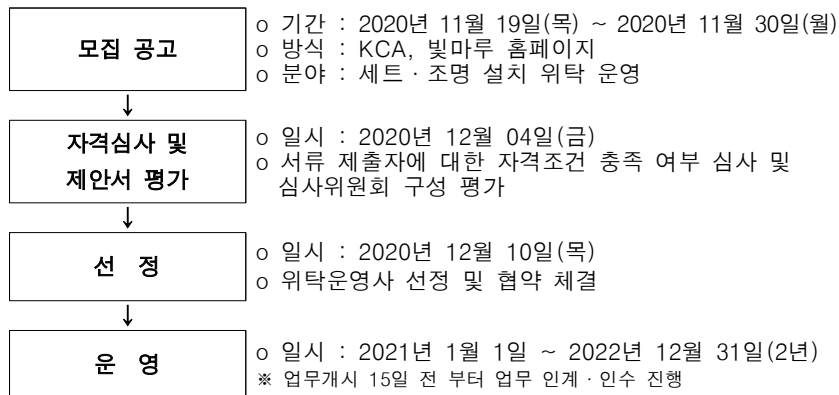 모집 공고
o 기간 : 2020년 11월 19일(목) ~ 2020년 11월 30일(월)
o 방식 : KCA, 빛마루 홈페이지
o 분야 : 세트·조명 설치 위탁 운영
자격심사 및
제안서 평가
o 일시 : 2020년 12월 04일(금)
o 서류 제출자에 대한 자격조건 충족 여부 심사 및
심사위원회 구성 평가
선 정
o 일시 : 2020년 12월 10일(목)
o 위탁운영사 선정 및 협약 체결
운 영
o 일시 : 2021년 1월 1일 ~ 2022년 12월 31일(2년)
※ 업무개시 15일 전 부터 업무 인계·인수 진행